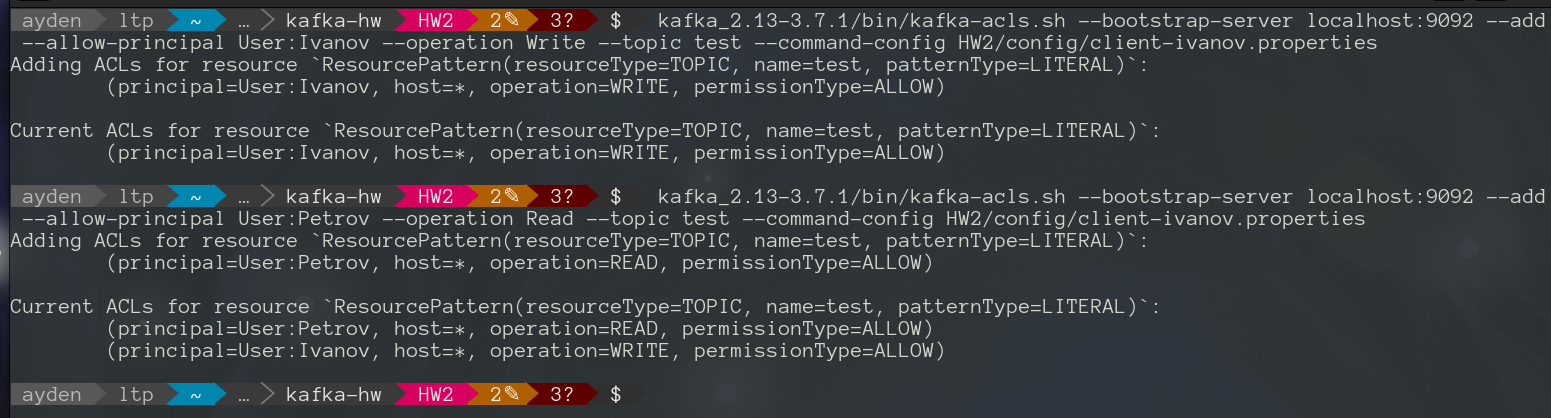 ayden ltp ~ … kafka-hw HW2 2✎ 3? $ kafka_2.13-3.7.1/bin/kafka-acls.sh --bootstrap-server localhost:9092 --add
--allow-principal User:Ivanov --operation Write --topic test --command-config HW2/config/client-ivanov.properties
Adding ACLs for resource `ResourcePattern(resourceType=TOPIC, name=test, patternType=LITERAL)`:
(principal=User:Ivanov, host=*, operation=WRITE, permissionType=ALLOW)
Current ACLs for resource `ResourcePattern(resourceType=TOPIC, name=test, patternType=LITERAL)`:
(principal=User:Ivanov, host=*, operation=WRITE, permissionType=ALLOW)
ayden ltp ~ … kafka-hw HW2 2✎ 3? $ kafka_2.13-3.7.1/bin/kafka-acls.sh --bootstrap-server localhost:9092 --add
--allow-principal User:Petrov --operation Read --topic test --command-config HW2/config/client-ivanov.properties
Adding ACLs for resource `ResourcePattern(resourceType=TOPIC, name=test, patternType=LITERAL)`:
(principal=User:Petrov, host=*, operation=READ, permissionType=ALLOW)
Current ACLs for resource `ResourcePattern(resourceType=TOPIC, name=test, patternType=LITERAL)`:
(principal=User:Petrov, host=*, operation=READ, permissionType=ALLOW)
(principal=User:Ivanov, host=*, operation=WRITE, permissionType=ALLOW)
ayden ltp ~ … kafka-hw HW2 2✎ 3? $